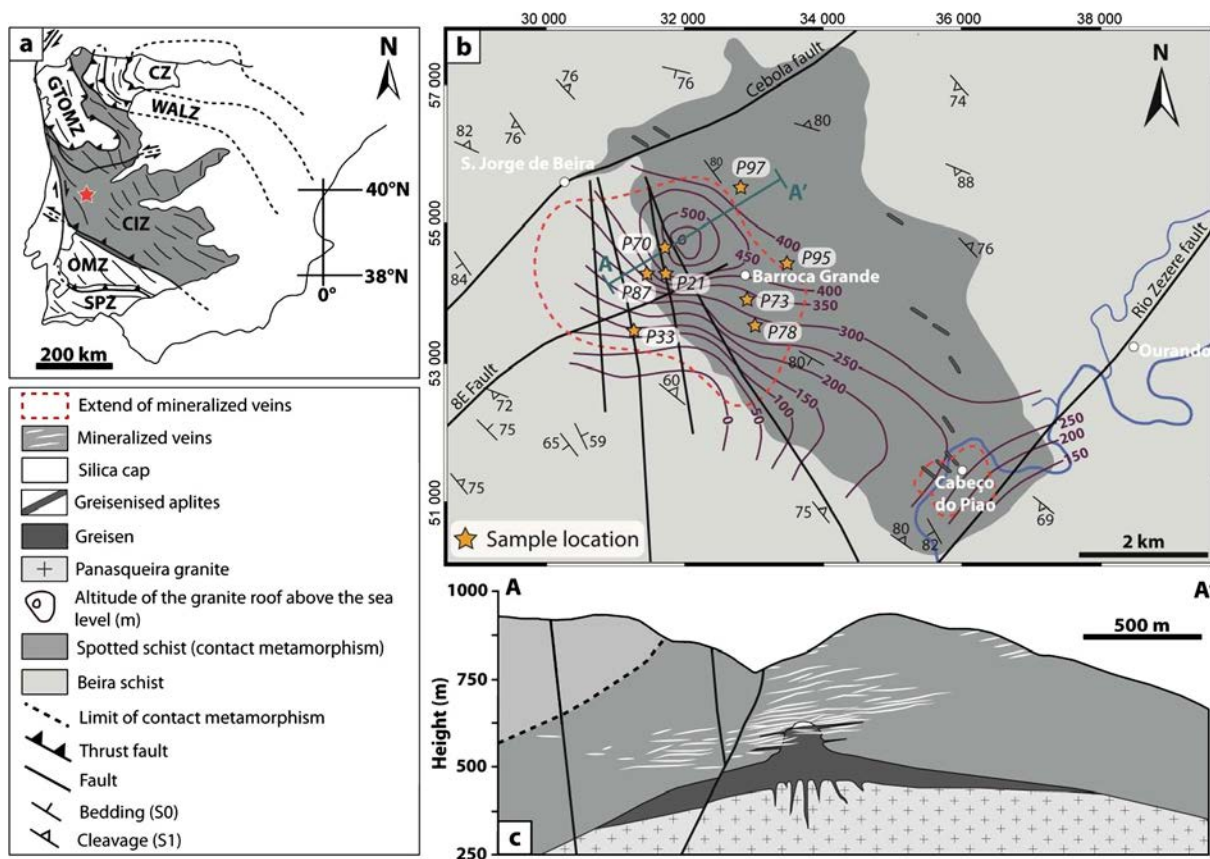 a
N
CZ
GTOMZ
WALZ
40°N
CIZ
OMZ
38°N
0°
SPZ
200 km
Extend of mineralized veins
Mineralized veins
Silica cap
Greisenised aplites
Greisen
Panasqueira granite
Altitude of the granite roof above the sea
level (m)
Spotted schist (contact metamorphism)
Beira schist
Limit of contact metamorphism
Thrust fault
Fault
Bedding (S0)
Cleavage (S1)
30 000
32 000
34 000
36 000
38 000
b
N
57 000
55 000
53 000
51 000
76
76
74
82
76
80
Cebola fault
S. Jorge de Beira
80
P97
88
A'
500
400
76
P70
450
P95
A
Barroca Grande
84
P87
P21
400
P73
350
Rio Zezere fault
P33
P78
300
Ourando
250
80
8E Fault
60
200
72
150
75
100
65
59
50
0
250
200
150
75
Cabeço
do Piao
75
80
82
69
Sample location
2 km
A
A'
1000
750
500
250
Height (m)
500 m
c